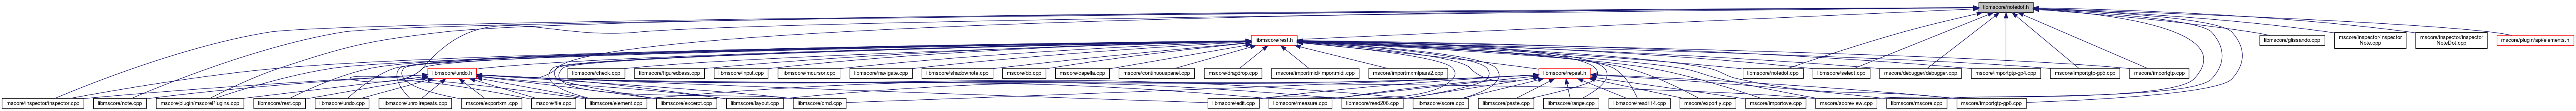 libmscore/notedot.h
libmscore/rest.h
libmscore/glissando.cpp
mscore/inspector/inspector
Note.cpp
mscore/inspector/inspector
NoteDot.cpp
mscore/plugin/api/elements.h
libmscore/undo.h
libmscore/check.cpp
libmscore/figuredbass.cpp
libmscore/input.cpp
libmscore/mcursor.cpp
libmscore/navigate.cpp
libmscore/shadownote.cpp
mscore/bb.cpp
mscore/capella.cpp
mscore/continuouspanel.cpp
mscore/dragdrop.cpp
importmidi/importmidi.cpp
mscore/importmxmlpass2.cpp
libmscore/repeat.h
libmscore/notedot.cpp
libmscore/select.cpp
mscore/debugger/debugger.cpp
mscore/importgtp-gp4.cpp
mscore/importgtp-gp5.cpp
mscore/importgtp.cpp
mscore/inspector/inspector.cpp
libmscore/note.cpp
mscore/plugin/mscorePlugins.cpp
libmscore/rest.cpp
libmscore/undo.cpp
libmscore/unrollrepeats.cpp
mscore/exportxml.cpp
mscore/file.cpp
libmscore/element.cpp
libmscore/excerpt.cpp
libmscore/layout.cpp
libmscore/cmd.cpp
libmscore/edit.cpp
libmscore/measure.cpp
libmscore/read206.cpp
libmscore/score.cpp
libmscore/paste.cpp
libmscore/range.cpp
libmscore/read114.cpp
mscore/exportly.cpp
mscore/importove.cpp
mscore/scoreview.cpp
libmscore/mscore.cpp
mscore/importgtp-gp6.cpp